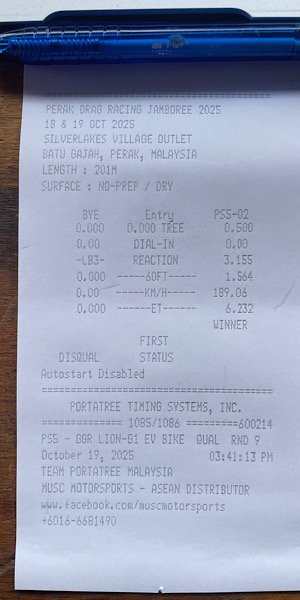 =======================================
PERAK DRAG RACING JAMBOREE 2025
18 & 19 OCT 2025
SILVERLAKES VILLAGE OUTLET
BATU GAJAH, PERAK, MALAYSIA
LENGTH : 201M
SURFACE : NO-PREP / DRY
BYE Entry PS5-02
0.000 0.000 TREE 0.500
0.00 DIAL-IN 0.00
-LB3- REACTION 3.155
0.000 -----60FT----- 1.564
0.00 -----KM/H----- 189.06
0.000 ------ET------ 6.232
WINNER
FIRST
DISQUAL STATUS
Autostart Disabled
=======================================
PORTATREE TIMING SYSTEMS, INC.
============== 1085/1086 =========600214
PS5 - GGR LION-G1 EV BIKE QUAL RND 9
October 19, 2025 03:41:13 PM
TEAM PORTATREE MALAYSIA
MUSC MOTORSPORTS - ASEAN DISTRIBUTOR
www.facebook.com/muscmotorsports
+6016-6681490